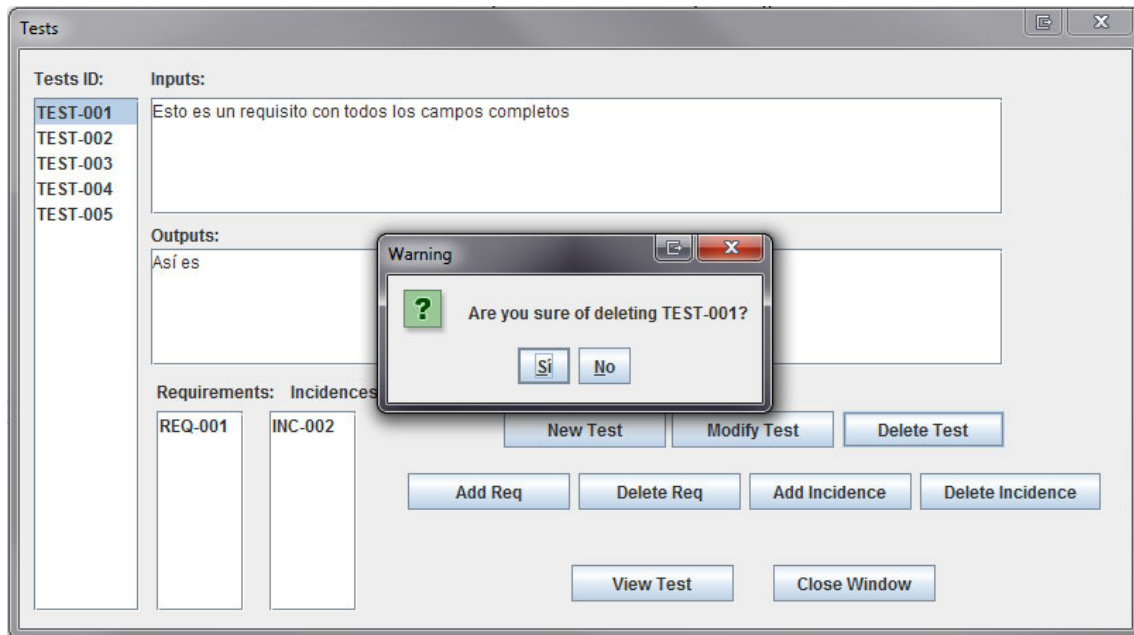 Tests
Tests ID:
Inputs:
TEST-001
TEST-002
TEST-003
TEST-004
TEST-005
Esto es un requisito con todos los campos completos
Outputs:
Así es
Warning
Are you sure of deleting TEST-001?
Sí
No
Requirements:
Incidences
REQ-001
INC-002
New Test
Modify Test
Delete Test
Add Req
Delete Req
Add Incidence
Delete Incidence
View Test
Close Window